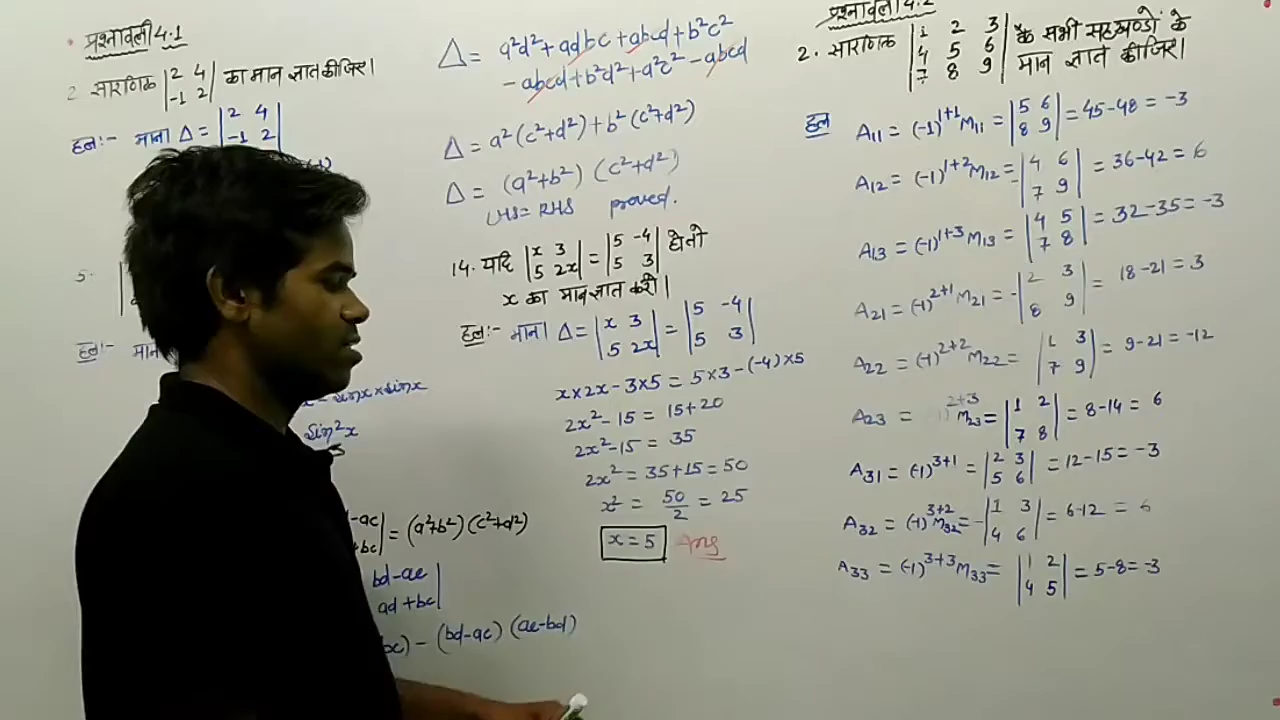 प्रश्नावली 4.1
2 सारणिक |2 4| का मान ज्ञात कीजिए।
|-1 2|
हल:- माना Δ = |2 4|
|-1 2|
5.
हल:- मान
sinx×sinx
sin²x
-ac| = (a²+b²)(c²+d²)
+bc|
bd-ac|
ad+bc|
bc) - (bd-ac)(ac-bd)
Δ = a²d²+adbc+abcd+b²c²
-abcd+b²d²+a²c²-abcd
Δ = a²(c²+d²)+b²(c²+d²)
Δ = (a²+b²)(c²+d²)
LHS = RHS proved.
14. यदि |x 3| = |5 -4| हो तो
|5 2x| |5 3|
x का मान ज्ञात करो।
हल:- माना Δ = |x 3| = |5 -4|
|5 2x| |5 3|
x×2x-3×5 = 5×3-(-4)×5
2x²-15 = 15+20
2x²-15 = 35
2x² = 35+15 = 50
x² = 50/2 = 25
x = 5 Ans
प्रश्नावली 4.2
2. सारणिक |1 2 3| के सभी सहखण्डों के
|4 5 6| मान ज्ञात कीजिए।
|7 8 9|
हल A11 = (-1)^1+1 M11 = |5 6| = 45-48 = -3
|8 9|
A12 = (-1)^1+2 M12 = -|4 6| = 36-42 = 6
|7 9|
A13 = (-1)^1+3 M13 = |4 5| = 32-35 = -3
|7 8|
A21 = (-1)^2+1 M21 = -|2 3| = 18-21 = 3
|8 9|
A22 = (-1)^2+2 M22 = |1 3| = 9-21 = -12
|7 9|
A23 = 1)^2+3 M23 = |1 2| = 8-14 = 6
|7 8|
A31 = (-1)^3+1 = |2 3| = 12-15 = -3
|5 6|
A32 = (-1)^3+2 M32 = -|1 3| = 6-12 = 6
|4 6|
A33 = (-1)^3+3 M33 = |1 2| = 5-8 = -3
|4 5|